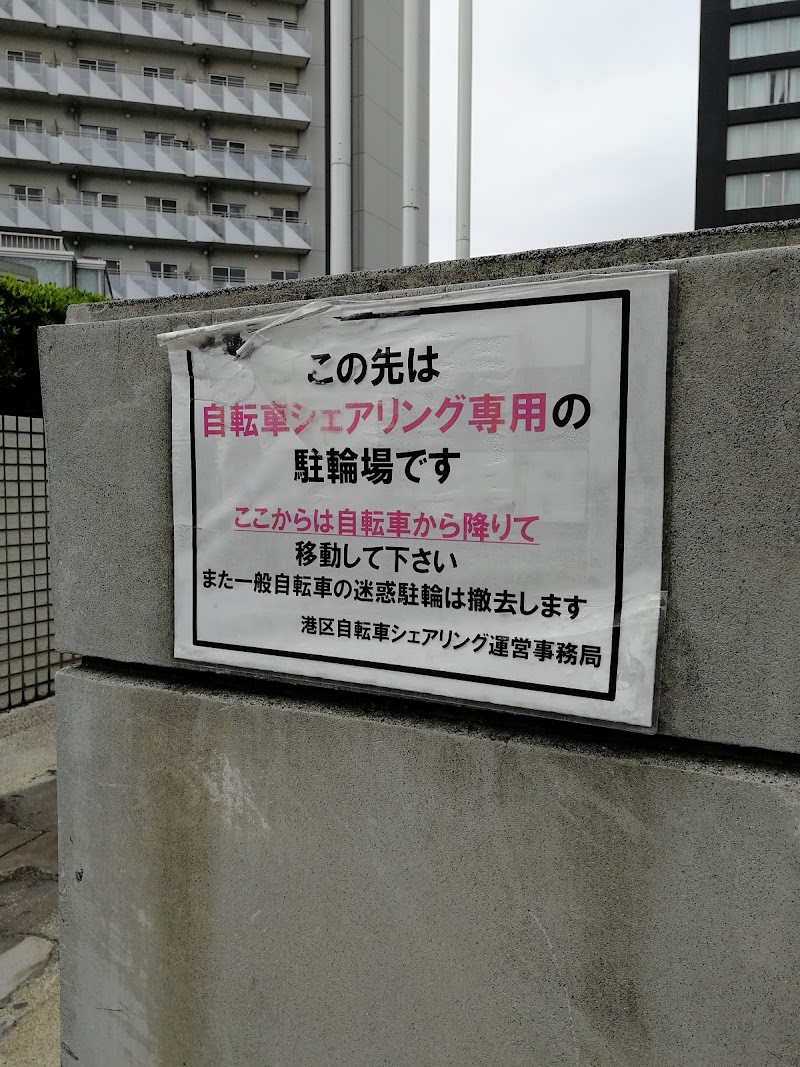 この先は
自転車シェアリング専用の
駐輪場です
ここからは自転車から降りて
移動して下さい
また一般自転車の迷惑駐輪は撤去します
港区自転車シェアリング運営事務局